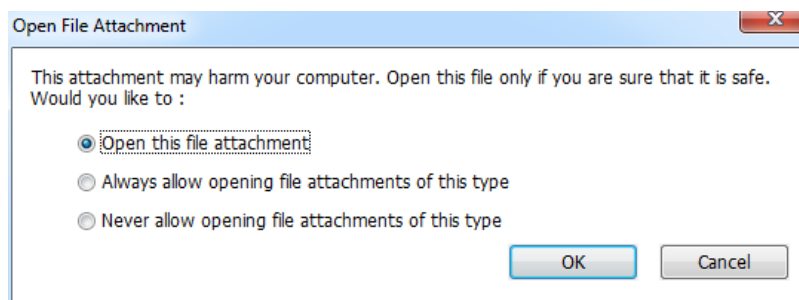 Open File Attachment
This attachment may harm your computer. Open this file only if you are sure that it is safe.
Would you like to :
Open this file attachment
Always allow opening file attachments of this type
Never allow opening file attachments of this type
OK Cancel